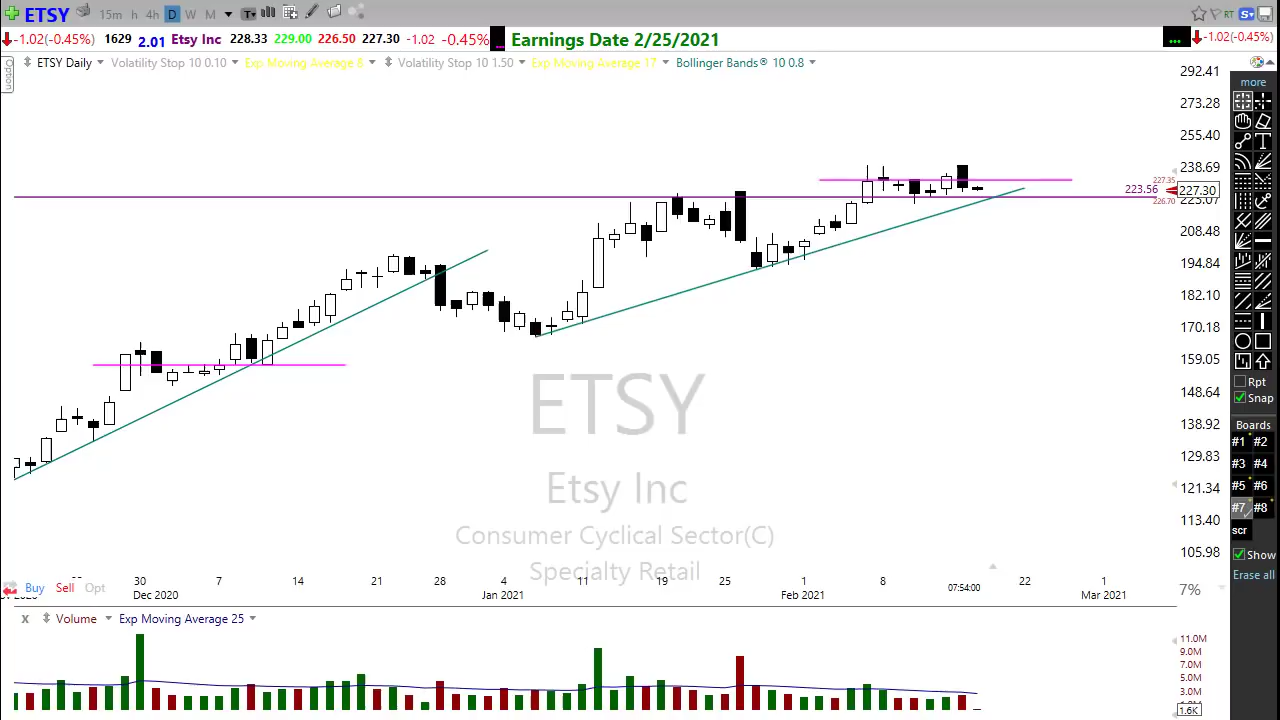 ETSY 15m h 4h D W M T RT S
-1.02(-0.45%) 1629 2.01 Etsy Inc 228.33 229.00 226.50 227.30 -1.02 -0.45% ... Earnings Date 2/25/2021 ... -1.02(-0.45%)
Option
ETSY Daily Volatility Stop 10 0.10 Exp Moving Average 8 Volatility Stop 10 1.50 Exp Moving Average 17 Bollinger Bands® 10 0.8
292.41
273.28
255.40
238.69
227.35
223.56 227.30
226.70 225.07
208.48
194.84
182.10
170.18
159.05
148.64
138.92
129.83
121.34
113.40
105.98
more
T
Rpt
Snap
Boards
#1 #2
#3 #4
#5 #6
#7 #8
scr
Show
Erase all
ETSY
Etsy Inc
Consumer Cyclical Sector(C)
Specialty Retail
30 7 14 21 28 4 11 19 25 1 8 07:54:00 22 1
Dec 2020 Jan 2021 Feb 2021 Mar 2021
Buy Sell Opt
7%
x Volume Exp Moving Average 25
11.0M
9.0M
7.0M
5.0M
3.0M
1.6K